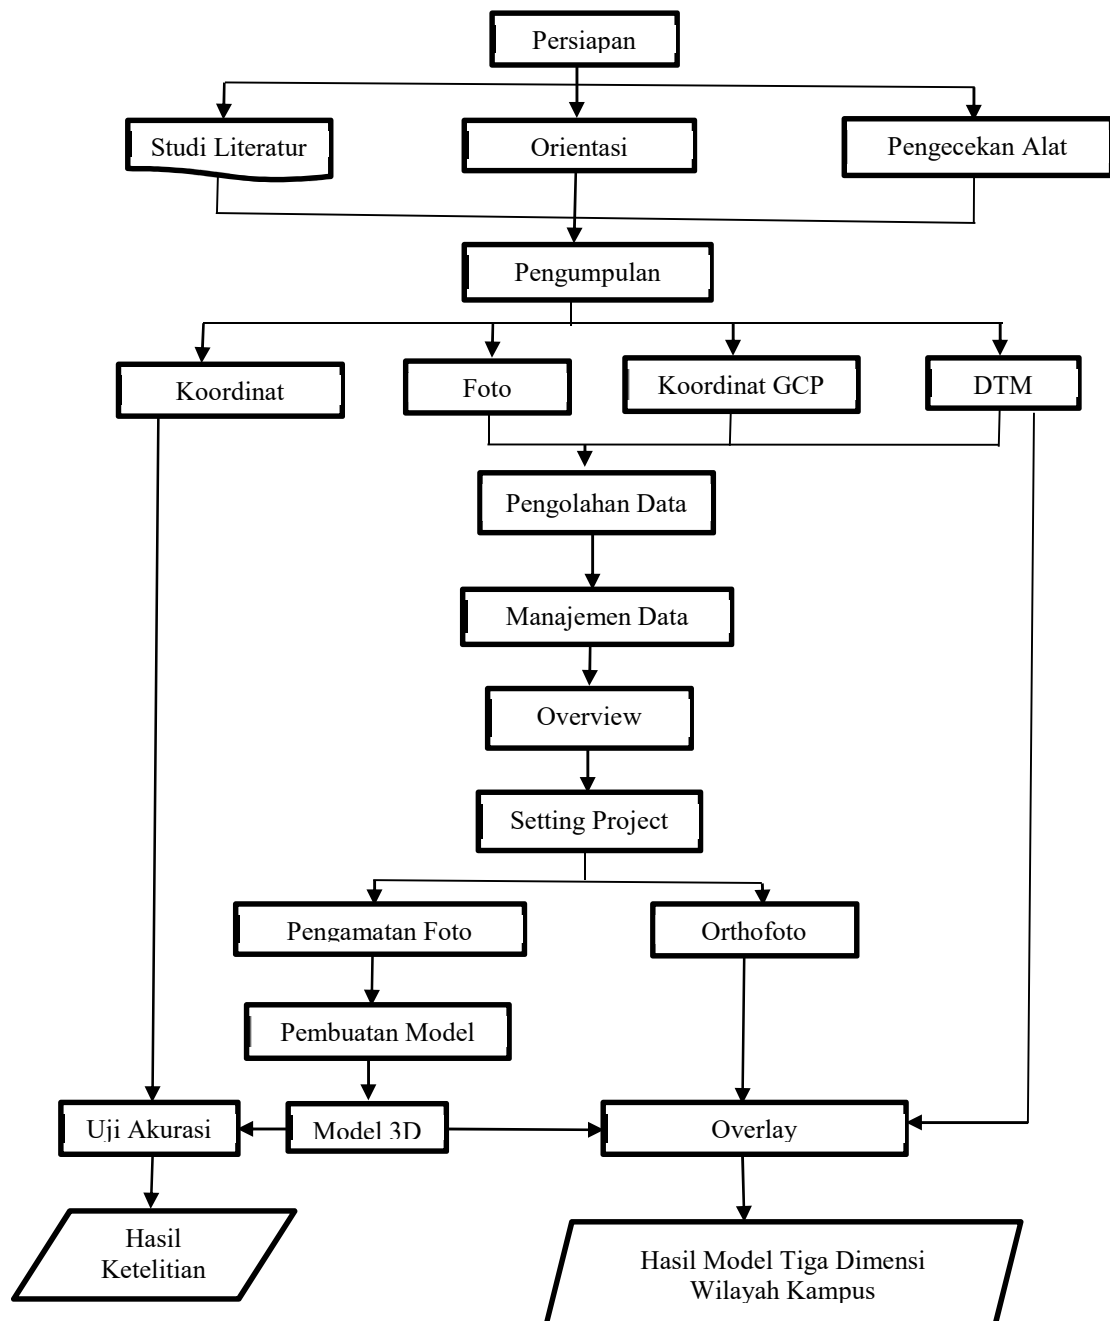 Persiapan
Studi Literatur
Orientasi
Pengecekan Alat
Pengumpulan
Koordinat
Foto
Koordinat GCP
DTM
Pengolahan Data
Manajemen Data
Overview
Setting Project
Pengamatan Foto
Orthofoto
Pembuatan Model
Uji Akurasi
Model 3D
Overlay
Hasil
Ketelitian
Hasil Model Tiga Dimensi
Wilayah Kampus